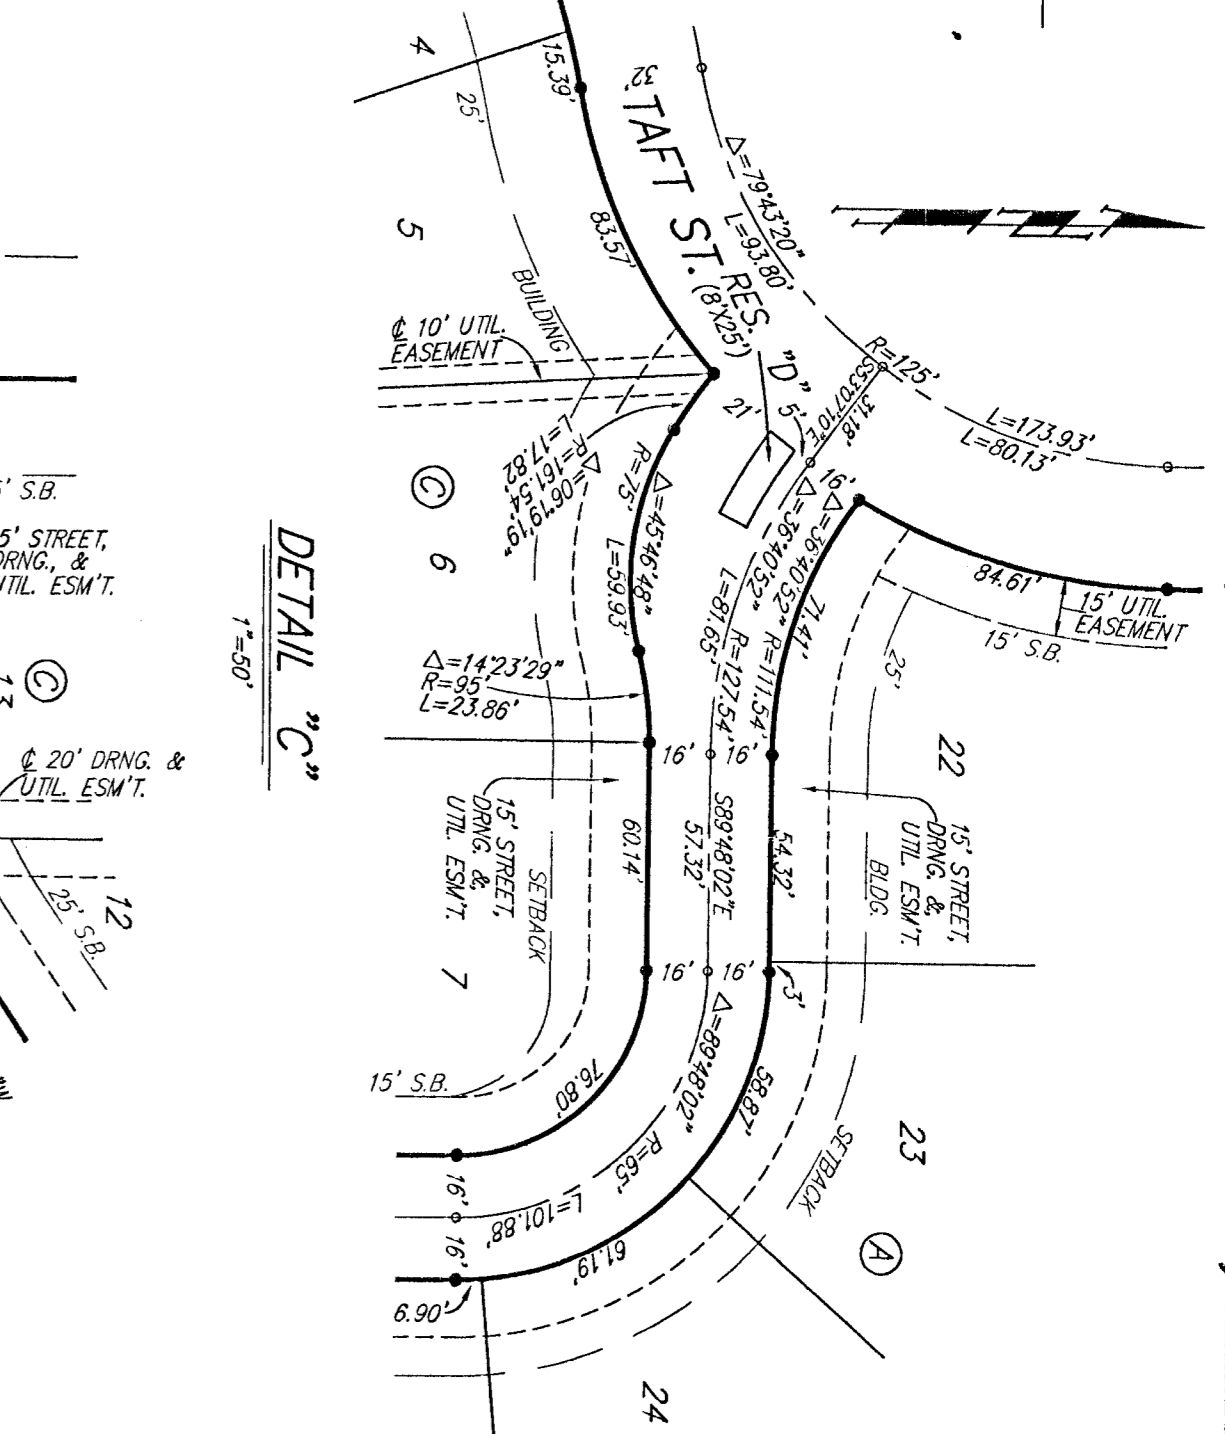 4
15.39'
25'
32'
TAFT ST.
Δ=79°43'20"
L=93.80'
5
83.57'
BUILDING
RES.
(8'X25')
"D"
℄ 10' UTIL.
EASEMENT
21'
5'
R=125'
S53°07'10"E
31.18'
L=173.93'
L=80.13'
16'
Δ=06°19'19"
R=161.54'
L=17.82'
R=75'
Δ=45°46'48"
L=59.93'
Δ=36°40'52"
Δ=36°40'52"
L=81.65'
R=127.54'
R=111.54'
71.41'
84.61'
15' UTIL.
EASEMENT
15' S.B.
25'
C
6
' S.B.
5' STREET,
DRNG., &
UTIL. ESM'T.
DETAIL "C"
1"=50'
Δ=14°23'29"
R=95'
L=23.86'
C
13
℄ 20' DRNG. &
UTIL. ESM'T.
16'
16'
22
15' STREET,
DRNG. &
UTIL. ESM'T.
60.14'
S89°48'02"E
57.32'
54.32'
BLDG.
15' STREET,
DRNG. &
UTIL. ESM'T.
SETBACK
12
25' S.B.
7
16'
16'
3'
Δ=89°48'02"
15' S.B.
76.80'
58.87'
R=65'
L=101.88'
SETBACK
23
16'
16'
61.19'
A
6.90'
24